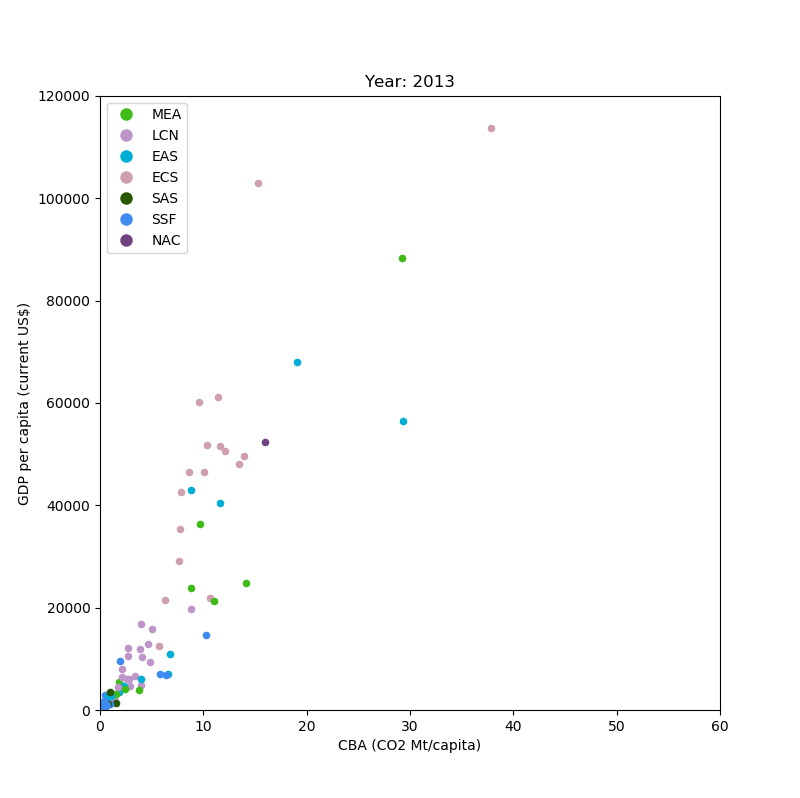 Year: 2013
120000
100000
80000
60000
40000
20000
0
GDP per capita (current US$)
MEA
LCN
EAS
ECS
SAS
SSF
NAC
0 10 20 30 40 50 60
CBA (CO2 Mt/capita)